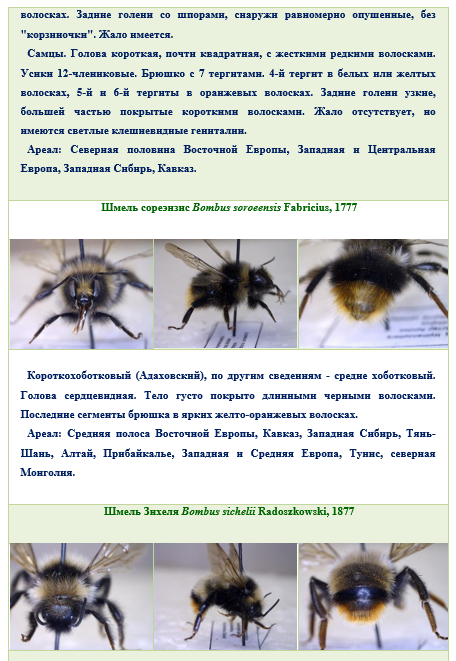 волосках. Задние голени со шпорами, снаружи равномерно опушенные, без
"корзиночки". Жало имеется.
Самцы. Голова короткая, почти квадратная, с жесткими редкими волосками.
Усики 12-члениковые. Брюшко с 7 тергитами. 4-й тергит в белых или желтых
волосках, 5-й и 6-й тергиты в оранжевых волосках. Задние голени узкие,
большей частью покрытые короткими волосками. Жало отсутствует, но
имеются светлые клешневидные гениталии.
Ареал: Северная половина Восточной Европы, Западная и Центральная
Европа, Западная Сибирь, Кавказ.
Шмель сореэнзис Bombus soroeensis Fabricius, 1777
Короткохоботковый (Адаховский), по другим сведениям - средне хоботковый.
Голова сердцевидная. Тело густо покрыто длинными черными волосками.
Последние сегменты брюшка в ярких желто-оранжевых волосках.
Ареал: Средняя полоса Восточной Европы, Кавказ, Западная Сибирь, Тянь-
Шань, Алтай, Прибайкалье, Западная и Средняя Европа, Тунис, северная
Монголия.
Шмель Зихеля Bombus sichelii Radoszkowski, 1877